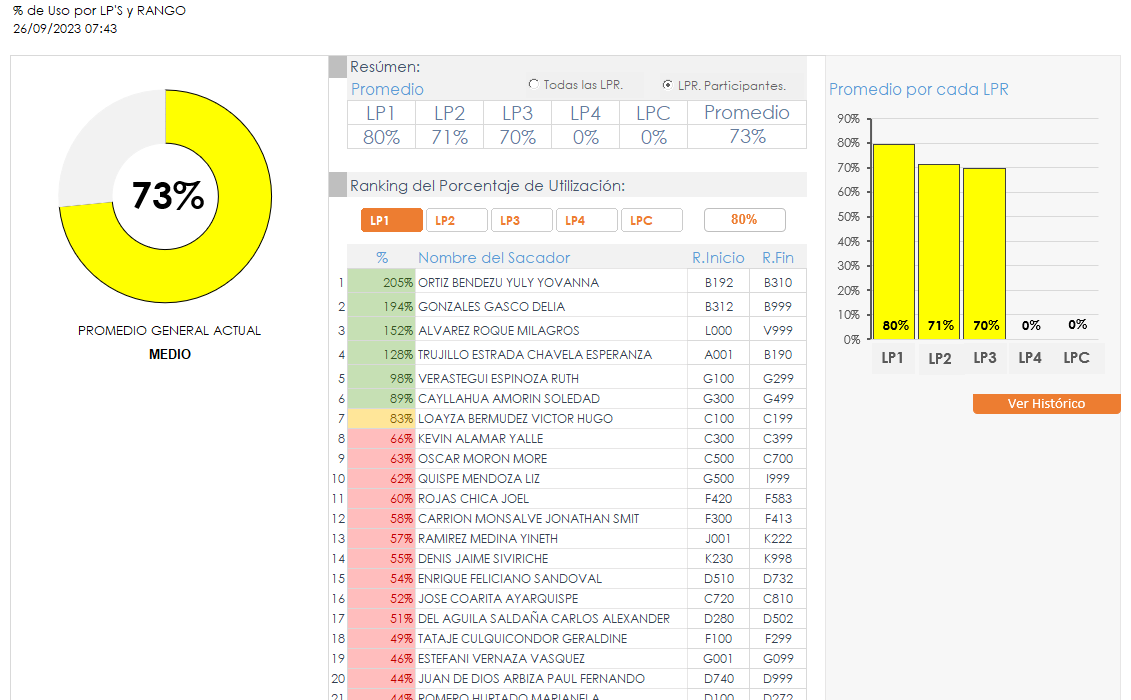 % de Uso por LP'S y RANGO
26/09/2023 07:43
73%
PROMEDIO GENERAL ACTUAL
MEDIO
Resúmen:
Promedio
Todas las LPR.
LPR. Participantes.
LP1 LP2 LP3 LP4 LPC Promedio
80% 71% 70% 0% 0% 73%
Ranking del Porcentaje de Utilización:
LP1 LP2 LP3 LP4 LPC 80%
% Nombre del Sacador R.Inicio R.Fin
1 205% ORTIZ BENDEZU YULY YOVANNA B192 B310
2 194% GONZALES GASCO DELIA B312 B999
3 152% ALVAREZ ROQUE MILAGROS L000 V999
4 128% TRUJILLO ESTRADA CHAVELA ESPERANZA A001 B190
5 98% VERASTEGUI ESPINOZA RUTH G100 G299
6 89% CAYLLAHUA AMORIN SOLEDAD G300 G499
7 83% LOAYZA BERMUDEZ VICTOR HUGO C100 C199
8 66% KEVIN ALAMAR YALLE C300 C399
9 63% OSCAR MORON MORE C500 C700
10 62% QUISPE MENDOZA LIZ G500 I999
11 60% ROJAS CHICA JOEL F420 F583
12 58% CARRION MONSALVE JONATHAN SMIT F300 F413
13 57% RAMIREZ MEDINA YINETH J001 K222
14 55% DENIS JAIME SIVIRICHE K230 K998
15 54% ENRIQUE FELICIANO SANDOVAL D510 D732
16 52% JOSE COARITA AYARQUISPE C720 C810
17 51% DEL AGUILA SALDAÑA CARLOS ALEXANDER D280 D502
18 49% TATAJE CULQUICONDOR GERALDINE F100 F299
19 46% ESTEFANI VERNAZA VASQUEZ G001 G099
20 44% JUAN DE DIOS ARBIZA PAUL FERNANDO D740 D999
21 44% ROMERO HURTADO MARIANELA D100 D272
Promedio por cada LPR
90%
80%
70%
60%
50%
40%
30%
20%
10%
0%
80% 71% 70% 0% 0%
LP1 LP2 LP3 LP4 LPC
Ver Histórico